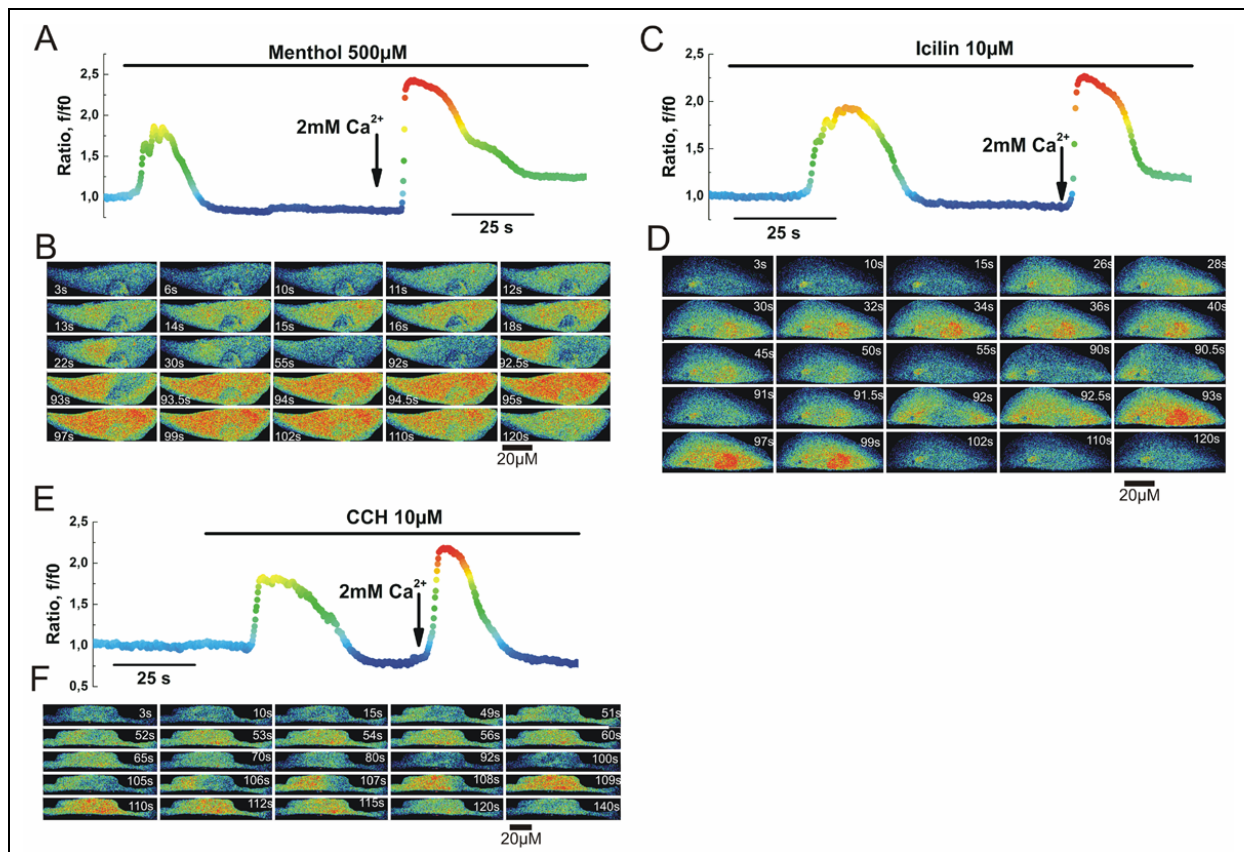 A
Menthol 500µM
2,5
2,0
1,5
1,0
Ratio, f/f0
2mM Ca²⁺
25 s
B
3s 6s 10s 11s 12s
13s 14s 15s 16s 18s
22s 30s 55s 92s 92.5s
93s 93.5s 94s 94.5s 95s
97s 99s 102s 110s 120s
20µM
C
Icilin 10µM
2,5
2,0
1,5
1,0
Ratio, f/f0
2mM Ca²⁺
25 s
D
3s 10s 15s 26s 28s
30s 32s 34s 36s 40s
45s 50s 55s 90s 90.5s
91s 91.5s 92s 92.5s 93s
97s 99s 102s 110s 120s
20µM
E
CCH 10µM
2,5
2,0
1,5
1,0
0,5
Ratio, f/f0
2mM Ca²⁺
25 s
F
3s 10s 15s 49s 51s
52s 53s 54s 56s 60s
65s 70s 80s 92s 100s
105s 106s 107s 108s 109s
110s 112s 115s 120s 140s
20µM